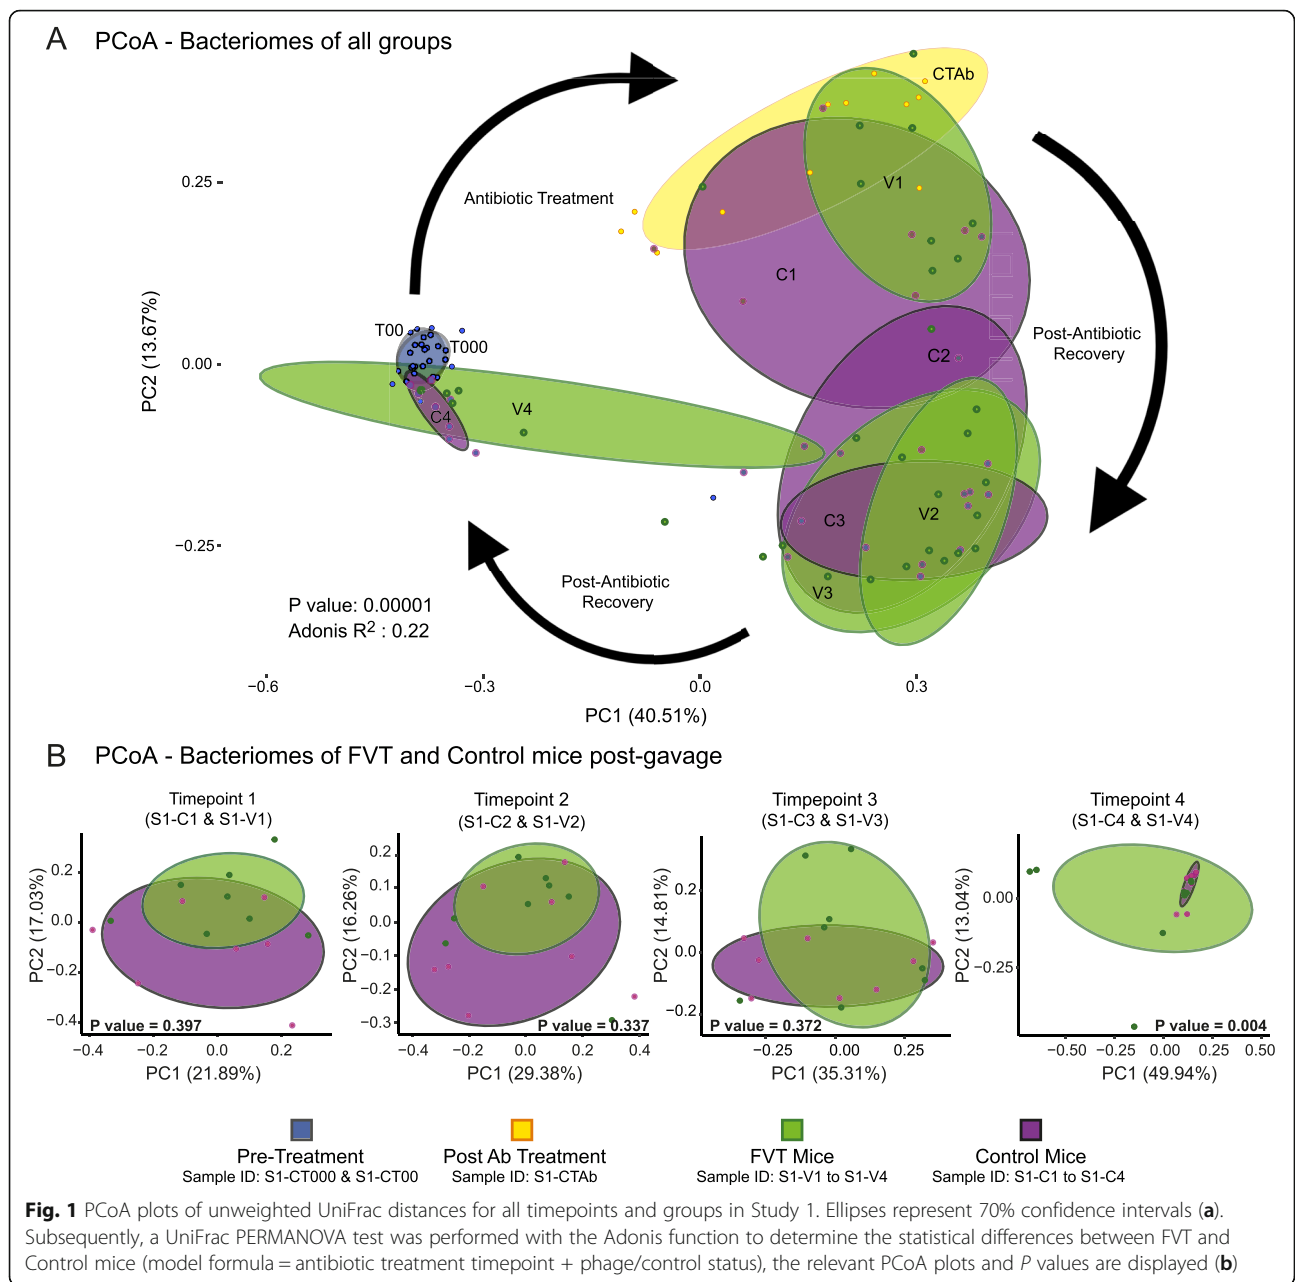 A PCoA - Bacteriomes of all groups
CTAb
0.25
Antibiotic Treatment
V1
C1
PC2 (13.67%)
T00
T000
Post-Antibiotic
Recovery
C2
0.00
V4
C4
C3
V2
−0.25
Post-Antibiotic
Recovery
V3
P value: 0.00001
Adonis R2 : 0.22
−0.6 −0.3 0.0 0.3
PC1 (40.51%)
B PCoA - Bacteriomes of FVT and Control mice post-gavage
Timepoint 1
(S1-C1 & S1-V1)
PC2 (17.03%)
0.2
0.0
−0.2
−0.4
P value = 0.397
−0.4 −0.2 0.0 0.2
PC1 (21.89%)
Timepoint 2
(S1-C2 & S1-V2)
PC2 (16.26%)
0.2
0.1
0.0
−0.1
−0.2
−0.3
P value = 0.337
−0.4 −0.2 0.0 0.2 0.4
PC1 (29.38%)
Timpepoint 3
(S1-C3 & S1-V3)
PC2 (14.81%)
0.2
0.0
−0.2
P value = 0.372
−0.25 0.00 0.25
PC1 (35.31%)
Timepoint 4
(S1-C4 & S1-V4)
PC2 (13.04%)
0.00
−0.25
P value = 0.004
−0.50 −0.25 0.00 0.25 0.50
PC1 (49.94%)
Pre-Treatment
Sample ID: S1-CT000 & S1-CT00
Post Ab Treatment
Sample ID: S1-CTAb
FVT Mice
Sample ID: S1-V1 to S1-V4
Control Mice
Sample ID: S1-C1 to S1-C4
Fig. 1 PCoA plots of unweighted UniFrac distances for all timepoints and groups in Study 1. Ellipses represent 70% confidence intervals (a).
Subsequently, a UniFrac PERMANOVA test was performed with the Adonis function to determine the statistical differences between FVT and
Control mice (model formula = antibiotic treatment timepoint + phage/control status), the relevant PCoA plots and P values are displayed (b)